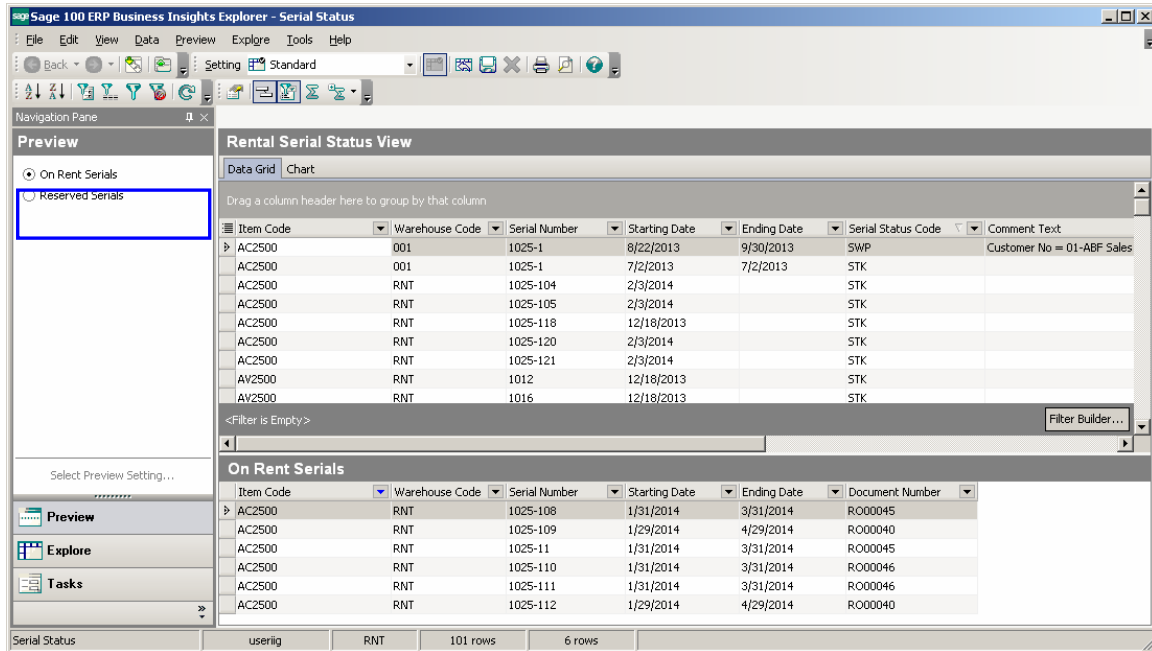 Sage 100 ERP Business Insights Explorer - Serial Status
File Edit View Data Preview Explore Tools Help
Back Setting Standard
Navigation Pane
Preview
On Rent Serials
Reserved Serials
Select Preview Setting...
Preview
Explore
Tasks
Rental Serial Status View
Data Grid Chart
Drag a column header here to group by that column
Item Code Warehouse Code Serial Number Starting Date Ending Date Serial Status Code Comment Text
AC2500 001 1025-1 8/22/2013 9/30/2013 SWP Customer No = 01-ABF Sales
AC2500 001 1025-1 7/2/2013 7/2/2013 STK
AC2500 RNT 1025-104 2/3/2014 STK
AC2500 RNT 1025-105 2/3/2014 STK
AC2500 RNT 1025-118 12/18/2013 STK
AC2500 RNT 1025-120 2/3/2014 STK
AC2500 RNT 1025-121 2/3/2014 STK
AV2500 RNT 1012 12/18/2013 STK
AV2500 RNT 1016 12/18/2013 STK
<Filter is Empty> Filter Builder...
On Rent Serials
Item Code Warehouse Code Serial Number Starting Date Ending Date Document Number
AC2500 RNT 1025-108 1/31/2014 3/31/2014 RO00045
AC2500 RNT 1025-109 1/29/2014 4/29/2014 RO00040
AC2500 RNT 1025-11 1/31/2014 3/31/2014 RO00045
AC2500 RNT 1025-110 1/31/2014 3/31/2014 RO00046
AC2500 RNT 1025-111 1/31/2014 3/31/2014 RO00046
AC2500 RNT 1025-112 1/29/2014 4/29/2014 RO00040
Serial Status useriig RNT 101 rows 6 rows